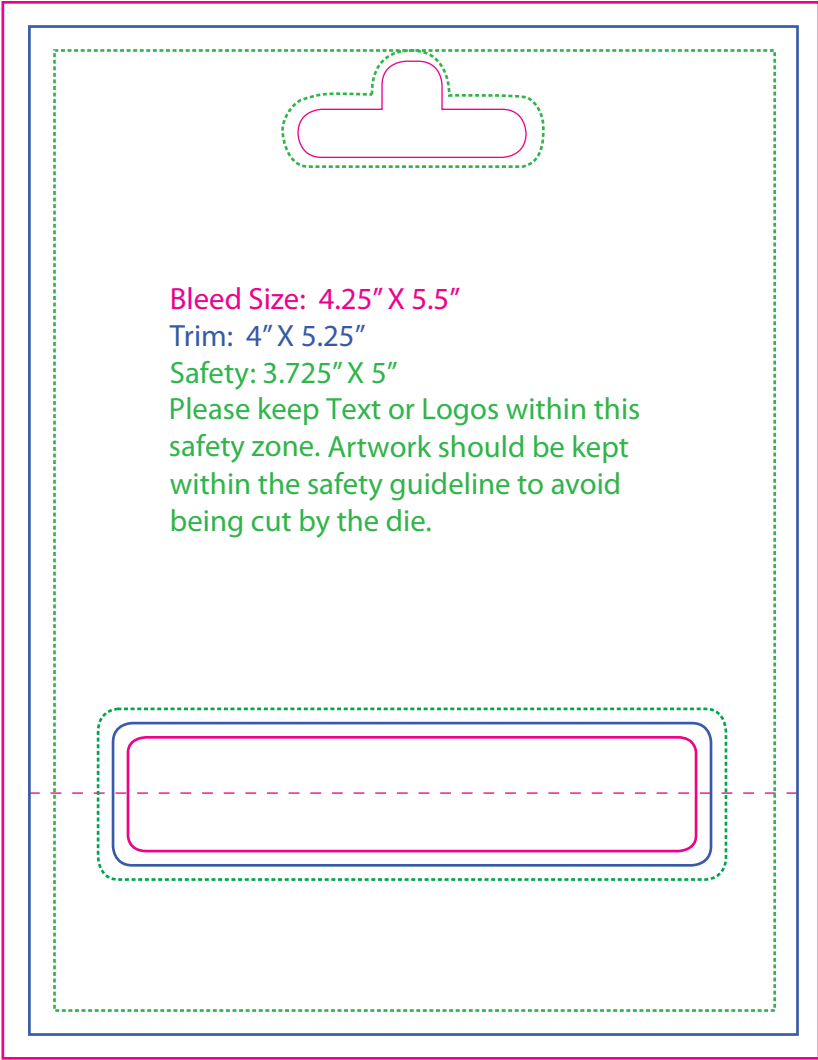 Bleed Size:  4.25” X 5.5”
Trim:  4” X 5.25”
Safety: 3.725” X 5”
Please keep Text or Logos within this
safety zone. Artwork should be kept
within the safety guideline to avoid
being cut by the die.